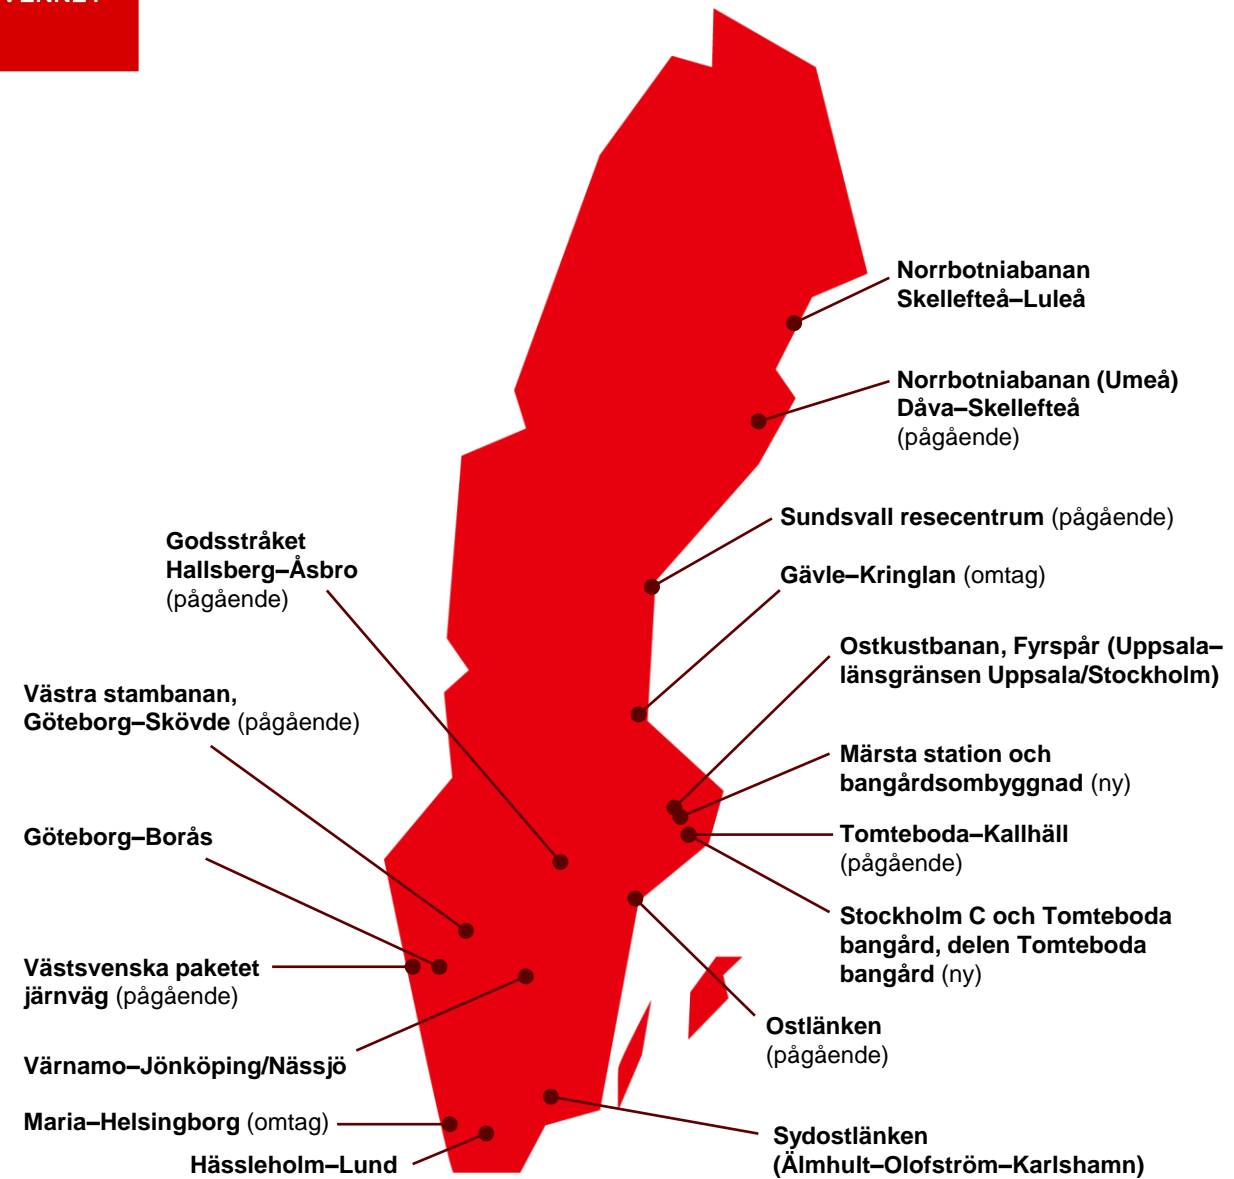 Norrbotniabanan
Skellefteå–Luleå
Norrbotniabanan (Umeå)
Dåva–Skellefteå
(pågående)
Sundsvall resecentrum (pågående)
Godsstråket
Hallsberg–Åsbro
(pågående)
Gävle–Kringlan (omtag)
Ostkustbanan, Fyrspår (Uppsala–
länsgränsen Uppsala/Stockholm)
Västra stambanan,
Göteborg–Skövde (pågående)
Märsta station och
bangårdsombyggnad (ny)
Göteborg–Borås
Tomteboda–Kallhäll
(pågående)
Stockholm C och Tomteboda
bangård, delen Tomteboda
bangård (ny)
Västsvenska paketet
järnväg (pågående)
Ostlänken
(pågående)
Värnamo–Jönköping/Nässjö
Maria–Helsingborg (omtag)
Sydostlänken
(Älmhult–Olofström–Karlshamn)
Hässleholm–Lund